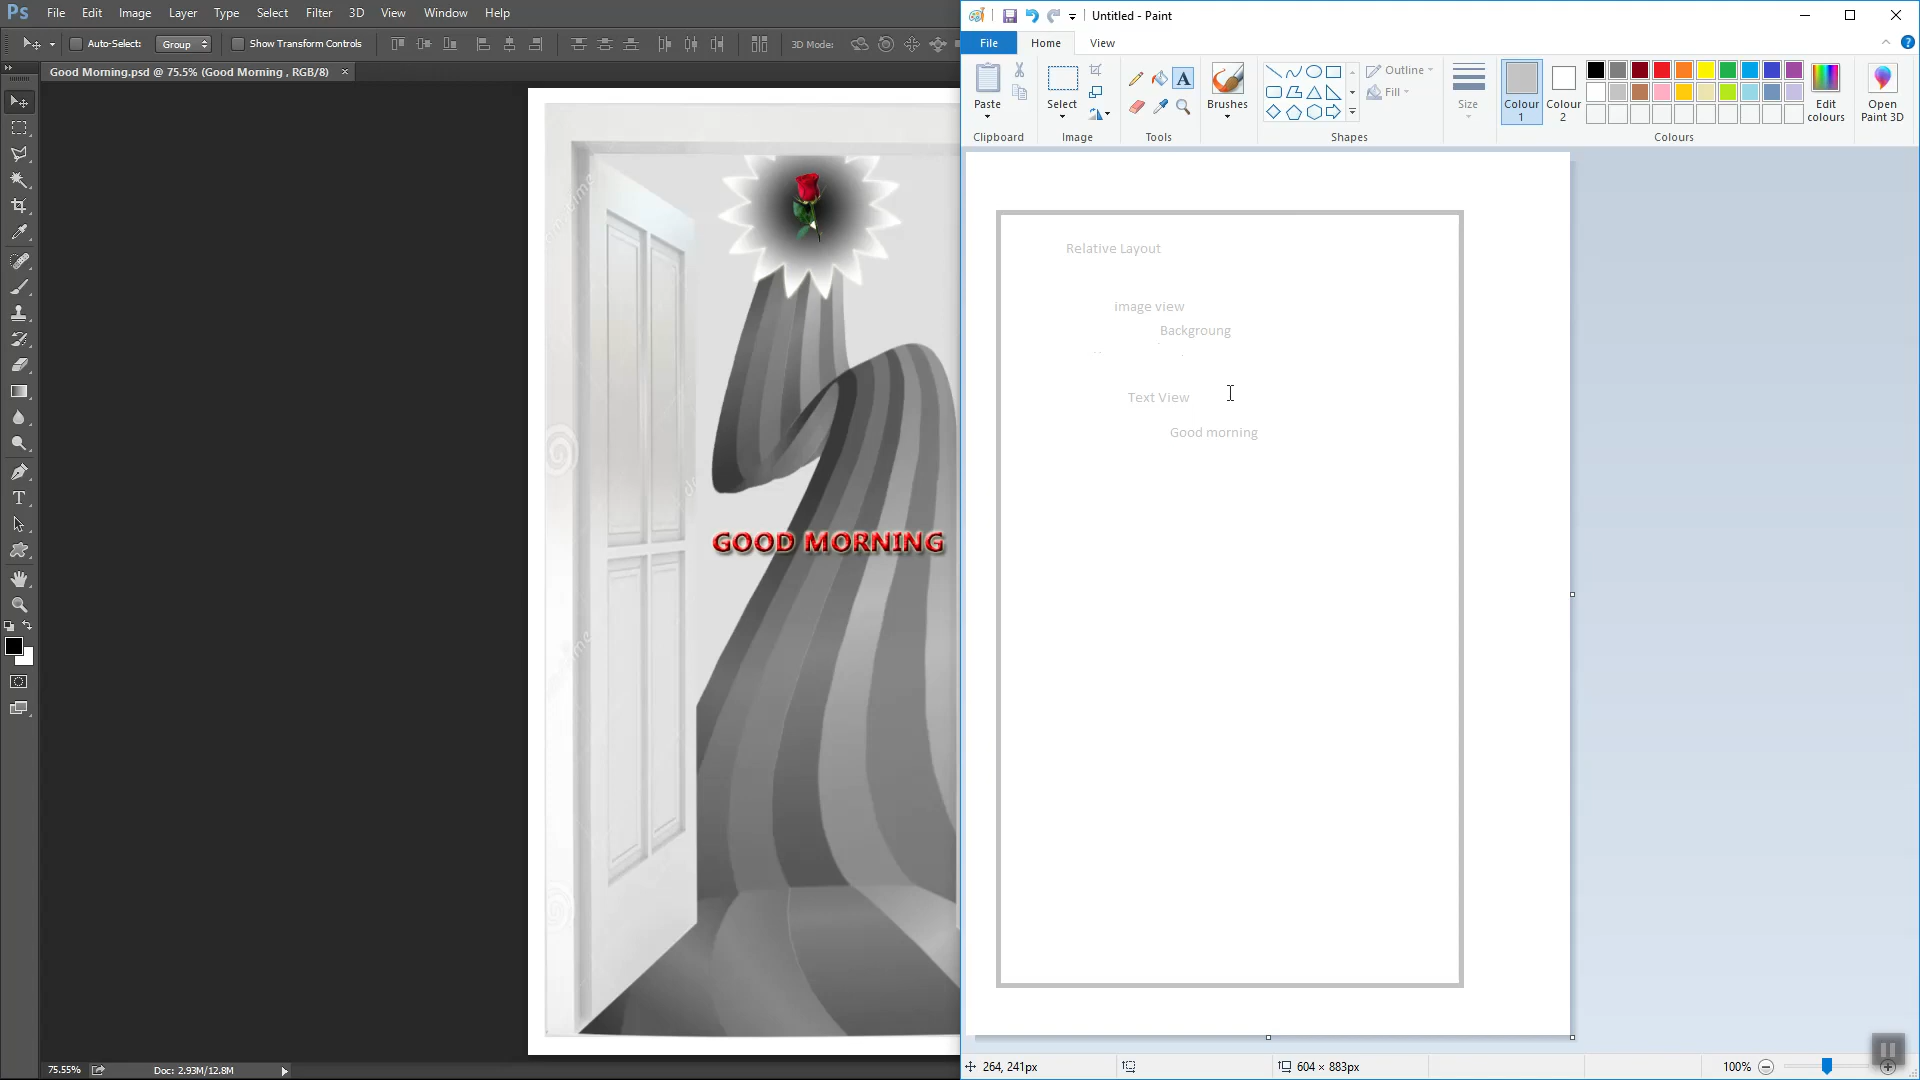 Ps File Edit Image Layer Type Select Filter 3D View Window Help
Auto-Select: Group Show Transform Controls 3D Mode:
Good Morning.psd @ 75.5% (Good Morning , RGB/8) ×
GOOD MORNING
75.55% Doc: 2.93M/12.8M
Untitled - Paint
File Home View
Paste Select Brushes Outline Fill Size Colour 1 Colour 2 Edit colours Open Paint 3D
Clipboard Image Tools Shapes Colours
Relative Layout
image view
Backgroung
Text View
Good morning
264, 241px 604 × 883px 100%